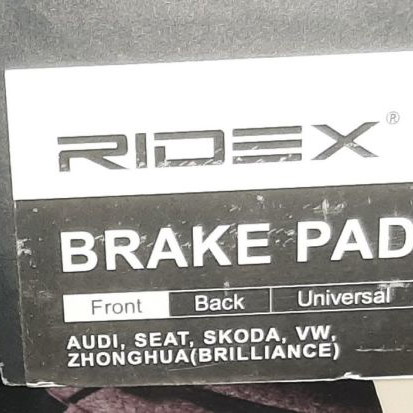 RIDEX®
BRAKE PAD
Front Back Universal
AUDI, SEAT, SKODA, VW,
ZHONGHUA(BRILLIANCE)